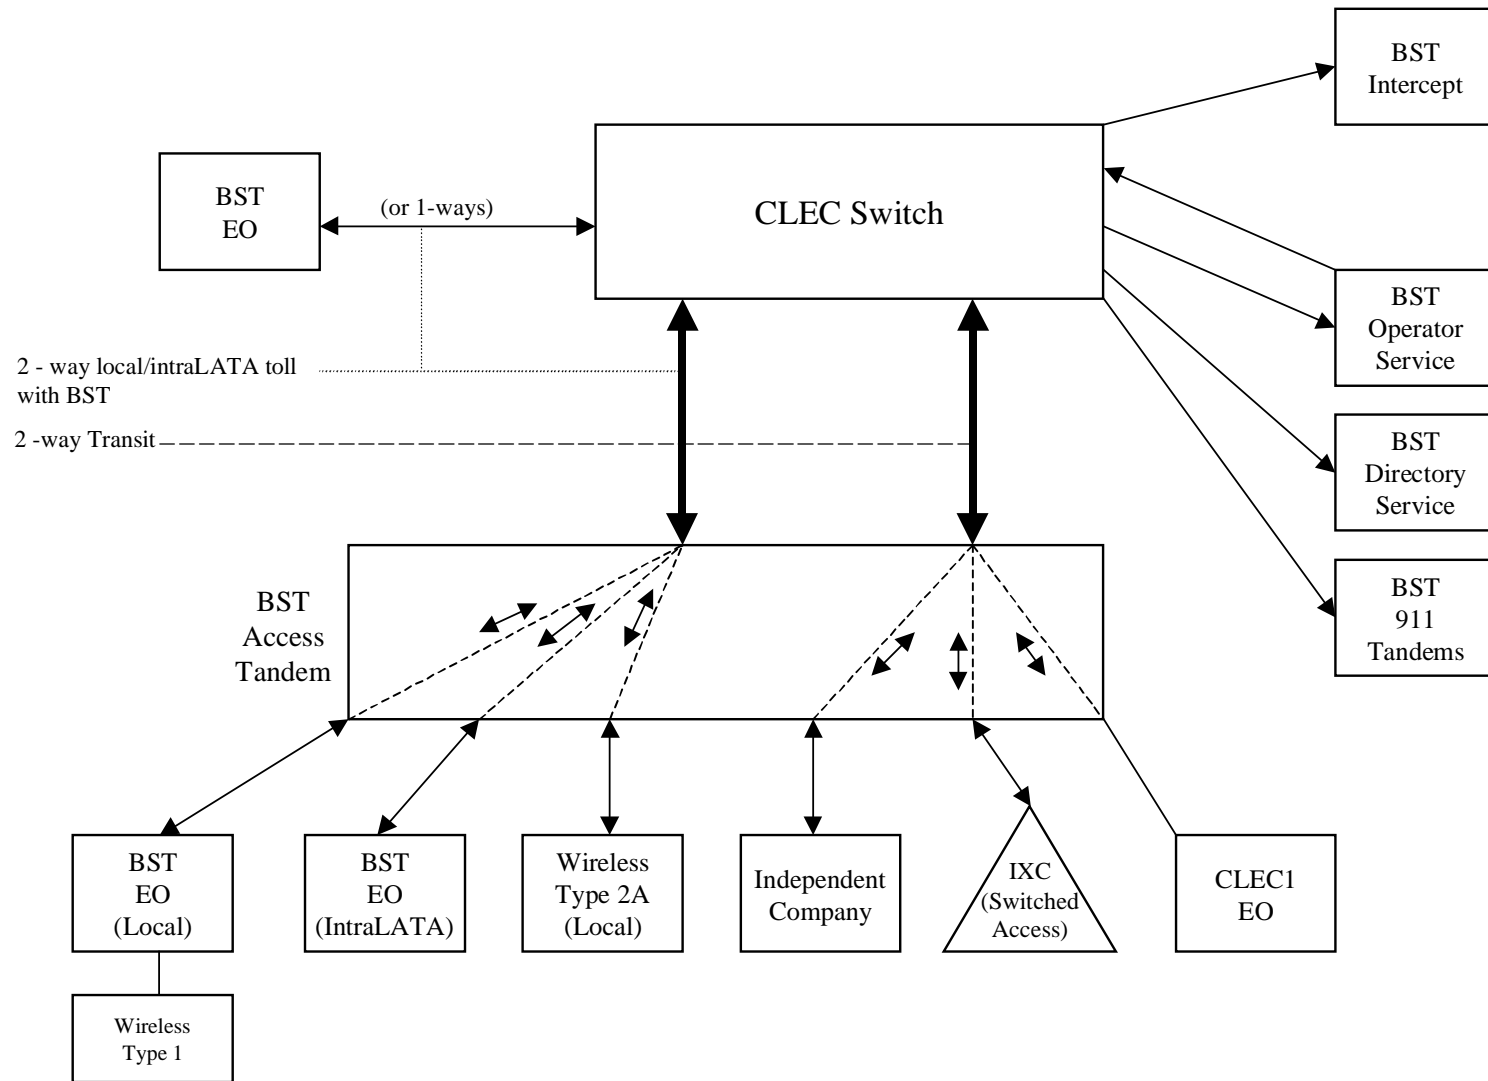 BST
Intercept
BST
EO
(or 1-ways)
CLEC Switch
BST
Operator
Service
2 - way local/intraLATA toll
with BST
2 -way Transit
BST
Directory
Service
BST
911
Tandems
BST
Access
Tandem
BST
EO
(Local)
BST
EO
(IntraLATA)
Wireless
Type 2A
(Local)
Independent
Company
IXC
(Switched
Access)
CLEC1
EO
Wireless
Type 1